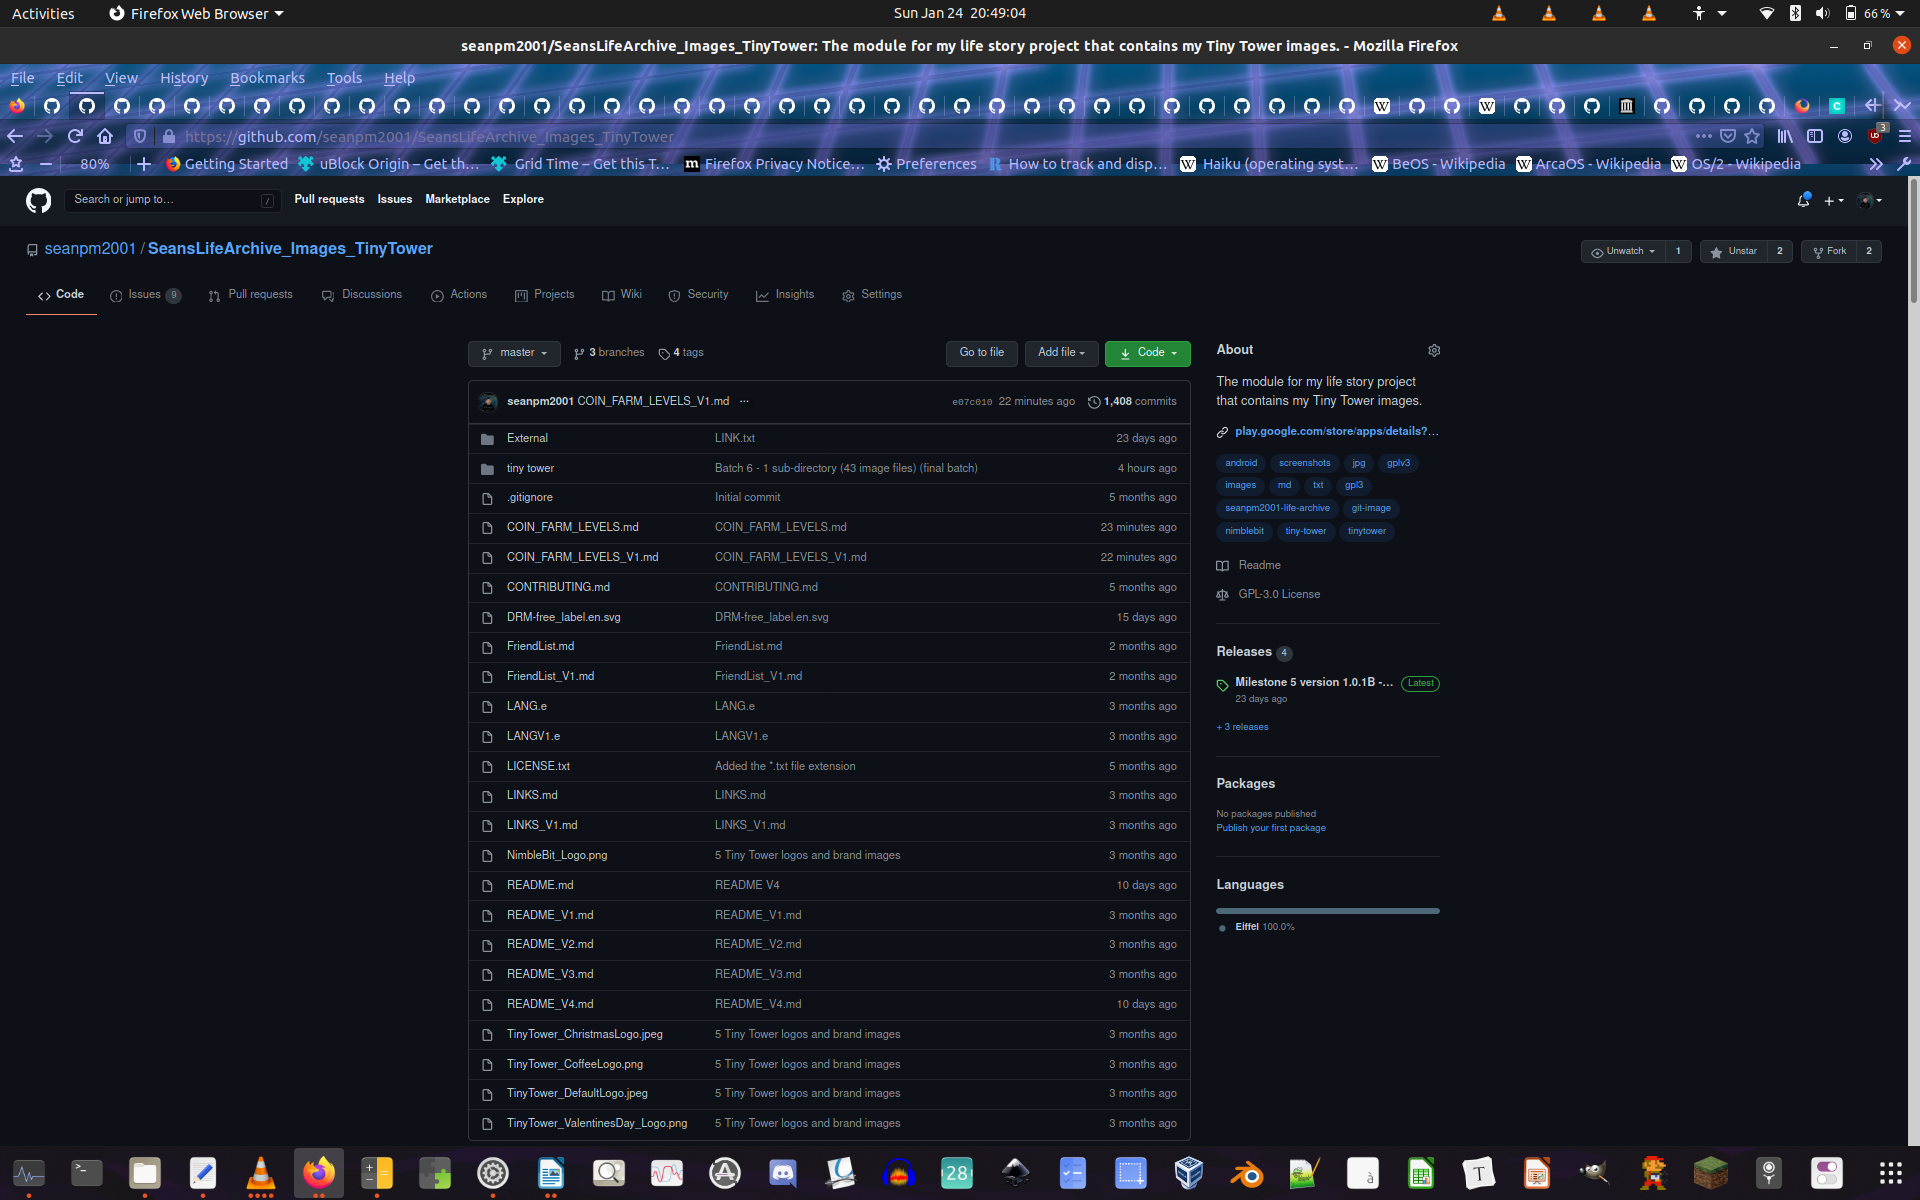 Activities Firefox Web Browser Sun Jan 24 20:49:04 66 %
seanpm2001/SeansLifeArchive_Images_TinyTower: The module for my life story project that contains my Tiny Tower images. - Mozilla Firefox
File Edit View History Bookmarks Tools Help
https://github.com/seanpm2001/SeansLifeArchive_Images_TinyTower 3
80% Getting Started uBlock Origin – Get th… Grid Time – Get this T… Firefox Privacy Notice… Preferences How to track and disp… Haiku (operating syst… BeOS - Wikipedia ArcaOS - Wikipedia OS/2 - Wikipedia
Search or jump to… / Pull requests Issues Marketplace Explore
seanpm2001 / SeansLifeArchive_Images_TinyTower Unwatch 1 Unstar 2 Fork 2
Code Issues 9 Pull requests Discussions Actions Projects Wiki Security Insights Settings
master 3 branches 4 tags Go to file Add file Code
seanpm2001 COIN_FARM_LEVELS_V1.md ... e07c010 22 minutes ago 1,408 commits
External LINK.txt 23 days ago
tiny tower Batch 6 - 1 sub-directory (43 image files) (final batch) 4 hours ago
.gitignore Initial commit 5 months ago
COIN_FARM_LEVELS.md COIN_FARM_LEVELS.md 23 minutes ago
COIN_FARM_LEVELS_V1.md COIN_FARM_LEVELS_V1.md 22 minutes ago
CONTRIBUTING.md CONTRIBUTING.md 5 months ago
DRM-free_label.en.svg DRM-free_label.en.svg 15 days ago
FriendList.md FriendList.md 2 months ago
FriendList_V1.md FriendList_V1.md 2 months ago
LANG.e LANG.e 3 months ago
LANGV1.e LANGV1.e 3 months ago
LICENSE.txt Added the *.txt file extension 5 months ago
LINKS.md LINKS.md 3 months ago
LINKS_V1.md LINKS_V1.md 3 months ago
NimbleBit_Logo.png 5 Tiny Tower logos and brand images 3 months ago
README.md README V4 10 days ago
README_V1.md README_V1.md 3 months ago
README_V2.md README_V2.md 3 months ago
README_V3.md README_V3.md 3 months ago
README_V4.md README_V4.md 10 days ago
TinyTower_ChristmasLogo.jpeg 5 Tiny Tower logos and brand images 3 months ago
TinyTower_CoffeeLogo.png 5 Tiny Tower logos and brand images 3 months ago
TinyTower_DefaultLogo.jpeg 5 Tiny Tower logos and brand images 3 months ago
TinyTower_ValentinesDay_Logo.png 5 Tiny Tower logos and brand images 3 months ago
About
The module for my life story project
that contains my Tiny Tower images.
play.google.com/store/apps/details?…
android screenshots jpg gplv3
images md txt gpl3
seanpm2001-life-archive git-image
nimblebit tiny-tower tinytower
Readme
GPL-3.0 License
Releases 4
Milestone 5 version 1.0.1B -… Latest
23 days ago
+ 3 releases
Packages
No packages published
Publish your first package
Languages
Eiffel 100.0%
28